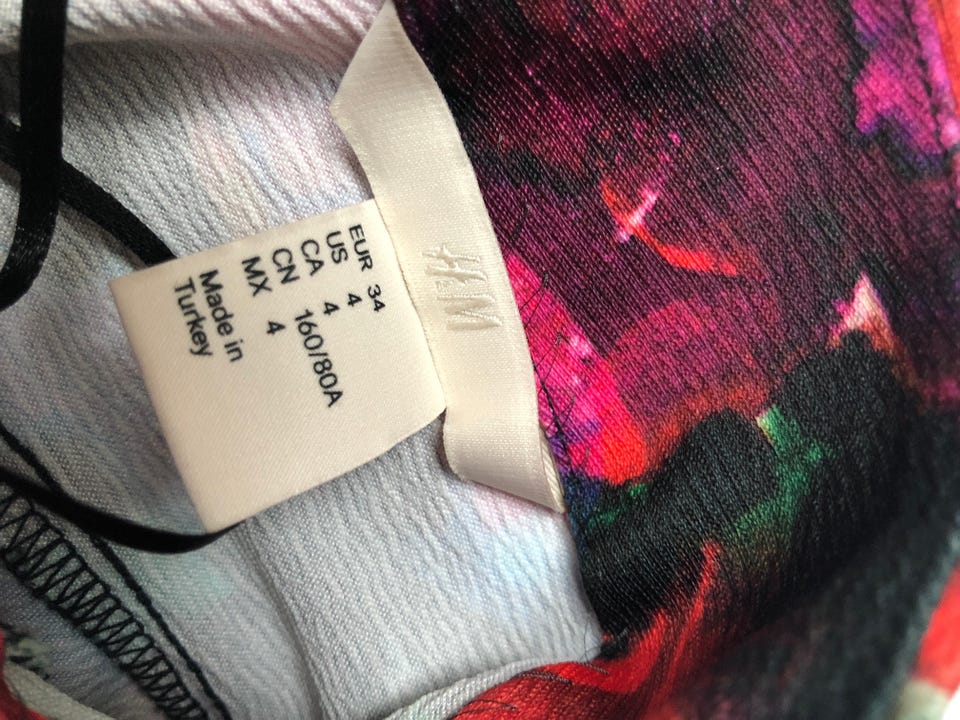 H&M
EUR 34
US 4
CA 4
CN 160/80A
MX 4
Made in
Turkey